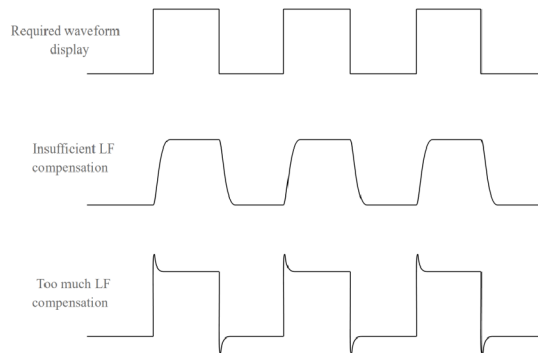 Required waveform
display
Insufficient LF
compensation
Too much LF
compensation